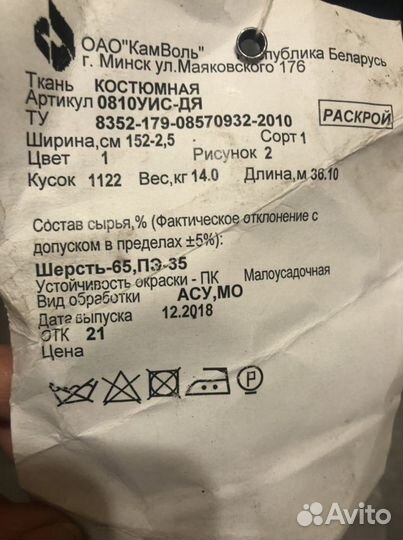 ОАО"КамВоль" Республика Беларусь
г. Минск ул.Маяковского 176
Ткань КОСТЮМНАЯ
Артикул 0810УИС-ДЯ
ТУ 8352-179-08570932-2010
РАСКРОЙ
Ширина,см 152-2,5 Сорт 1
Цвет 1 Рисунок 2
Кусок 1122 Вес,кг 14.0 Длина,м 36.10
Состав сырья,% (Фактическое отклонение с
допуском в пределах ±5%):
Шерсть-65,ПЭ-35
Устойчивость окраски - ПК Малоусадочная
Вид обработки АСУ,МО
Дата выпуска 12.2018
ОТК 21
Цена
P
Avito